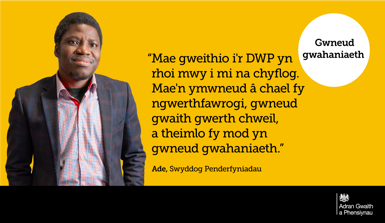 Gwneud
gwahaniaeth
“Mae gweithio i'r DWP yn
rhoi mwy i mi na chyflog.
Mae'n ymwneud â chael fy
ngwerthfawrogi, gwneud
gwaith gwerth chweil,
a theimlo fy mod yn
gwneud gwahaniaeth.”
Ade, Swyddog Penderfyniadau
Adran Gwaith
a Phensiynau